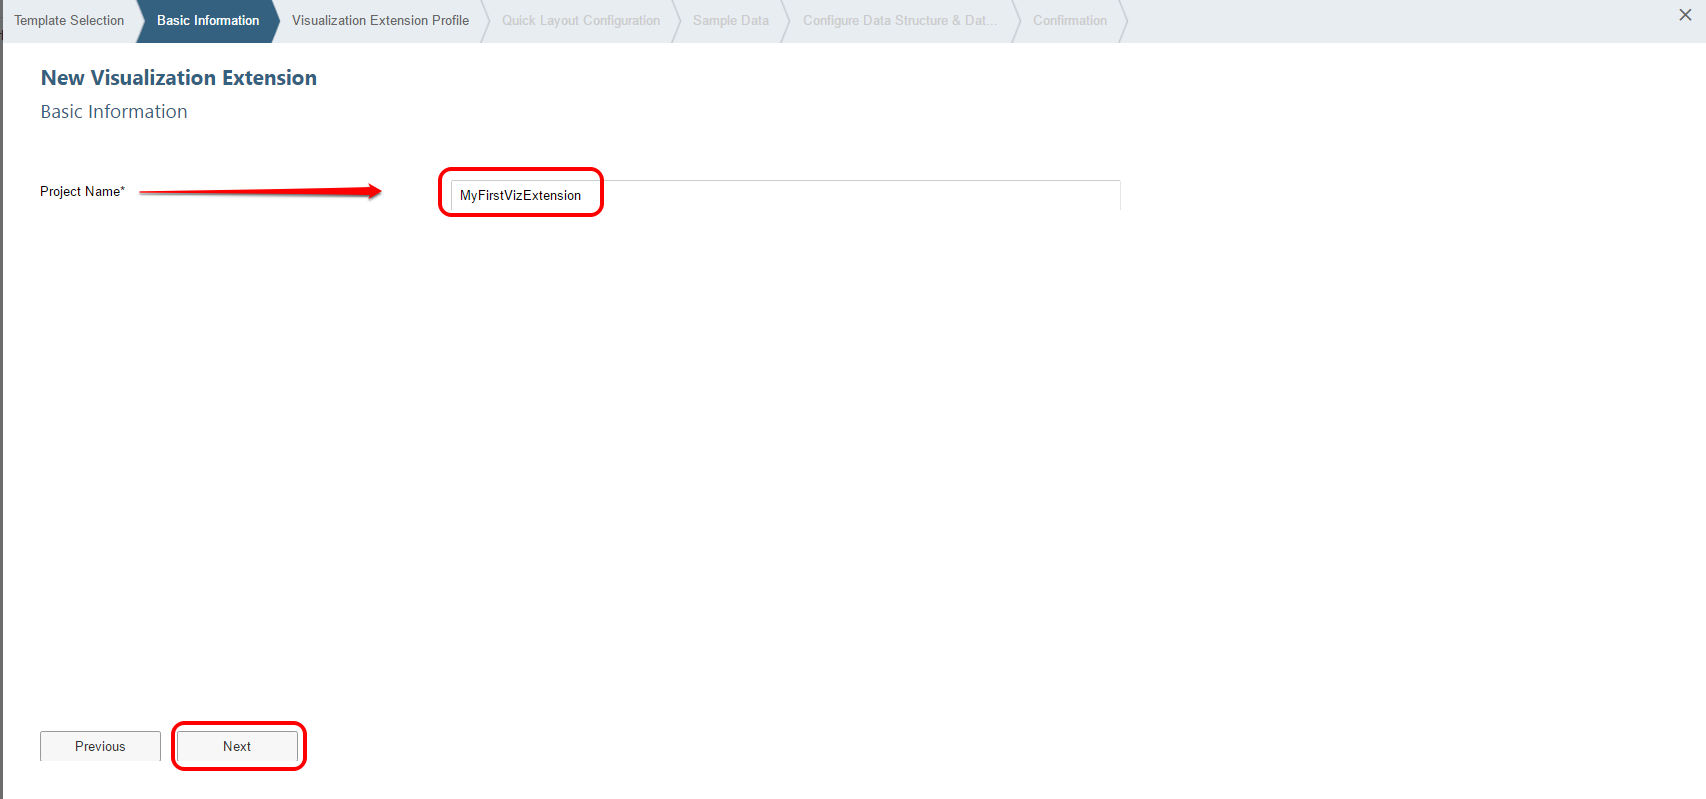 Template Selection
Basic Information
Visualization Extension Profile
Quick Layout Configuration
Sample Data
Configure Data Structure & Dat...
Confirmation
New Visualization Extension
Basic Information
Project Name*
MyFirstVizExtension
Previous
Next